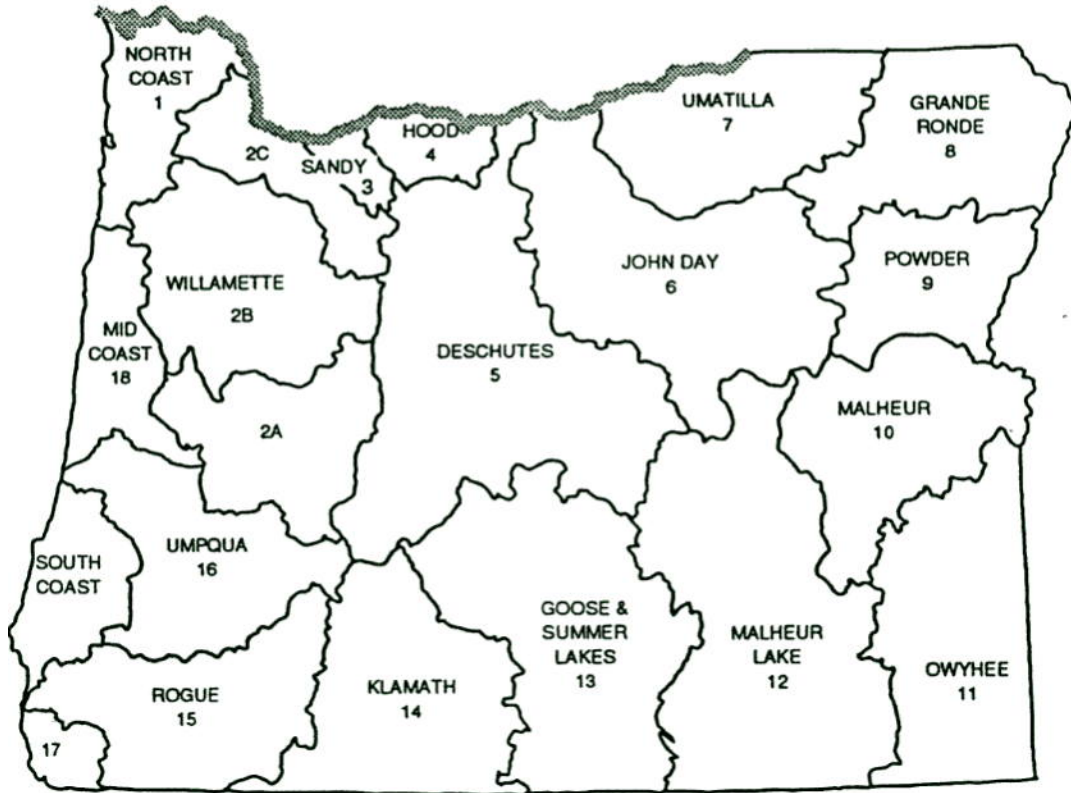 NORTH
COAST
1
2C
SANDY
3
HOOD
4
UMATILLA
7
GRANDE
RONDE
8
WILLAMETTE
2B
MID
COAST
18
DESCHUTES
5
JOHN DAY
6
POWDER
9
2A
MALHEUR
10
SOUTH
COAST
UMPQUA
16
GOOSE &
SUMMER
LAKES
13
MALHEUR
LAKE
12
OWYHEE
11
ROGUE
15
KLAMATH
14
17